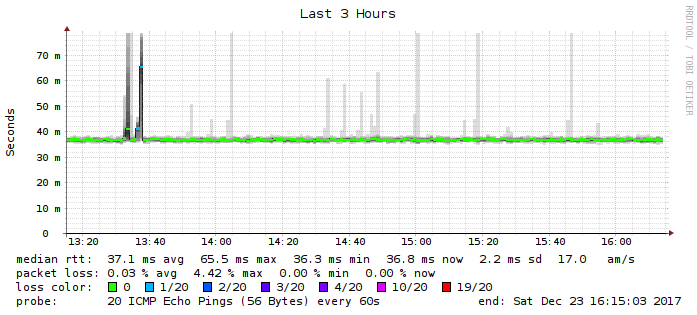 Last 3 Hours
RRDTOOL / TOBI OETIKER
Seconds
70 m
60 m
50 m
40 m
30 m
20 m
10 m
0
13:20 13:40 14:00 14:20 14:40 15:00 15:20 15:40 16:00
median rtt: 37.1 ms avg 65.5 ms max 36.3 ms min 36.8 ms now 2.2 ms sd 17.0 am/s
packet loss: 0.03 % avg 4.42 % max 0.00 % min 0.00 % now
loss color: 0 1/20 2/20 3/20 4/20 10/20 19/20
probe: 20 ICMP Echo Pings (56 Bytes) every 60s end: Sat Dec 23 16:15:03 2017